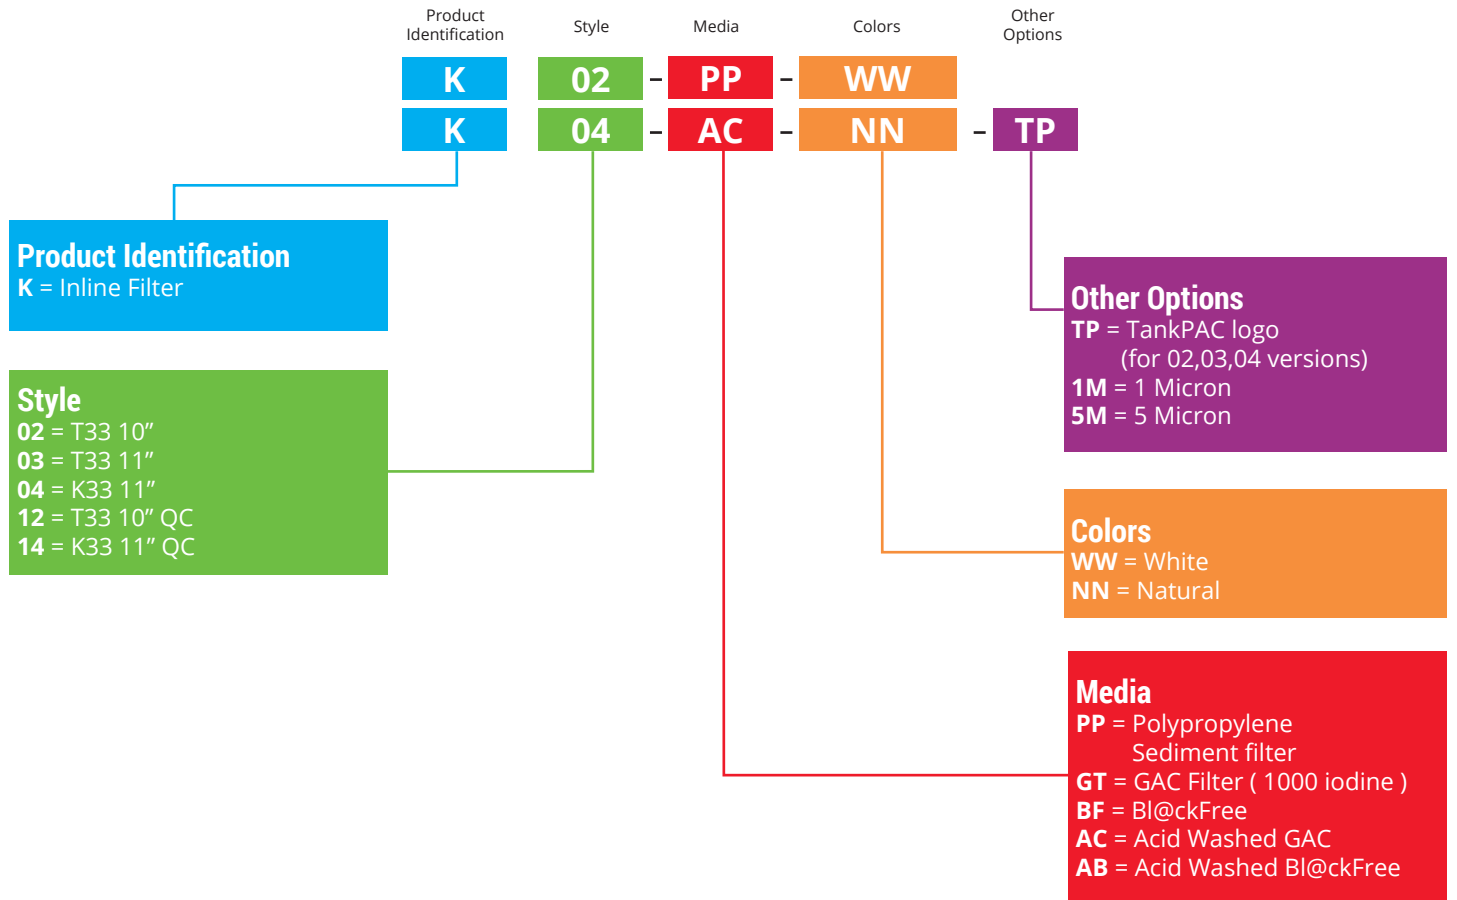 Product
Identification
Style
Media
Colors
Other
Options
K 02 – PP – WW
K 04 – AC – NN – TP
Product Identification
K = Inline Filter
Style
02 = T33 10”
03 = T33 11”
04 = K33 11”
12 = T33 10” QC
14 = K33 11” QC
Other Options
TP = TankPAC logo
(for 02,03,04 versions)
1M = 1 Micron
5M = 5 Micron
Colors
WW = White
NN = Natural
Media
PP = Polypropylene
Sediment filter
GT = GAC Filter ( 1000 iodine )
BF = Bl@ckFree
AC = Acid Washed GAC
AB = Acid Washed Bl@ckFree